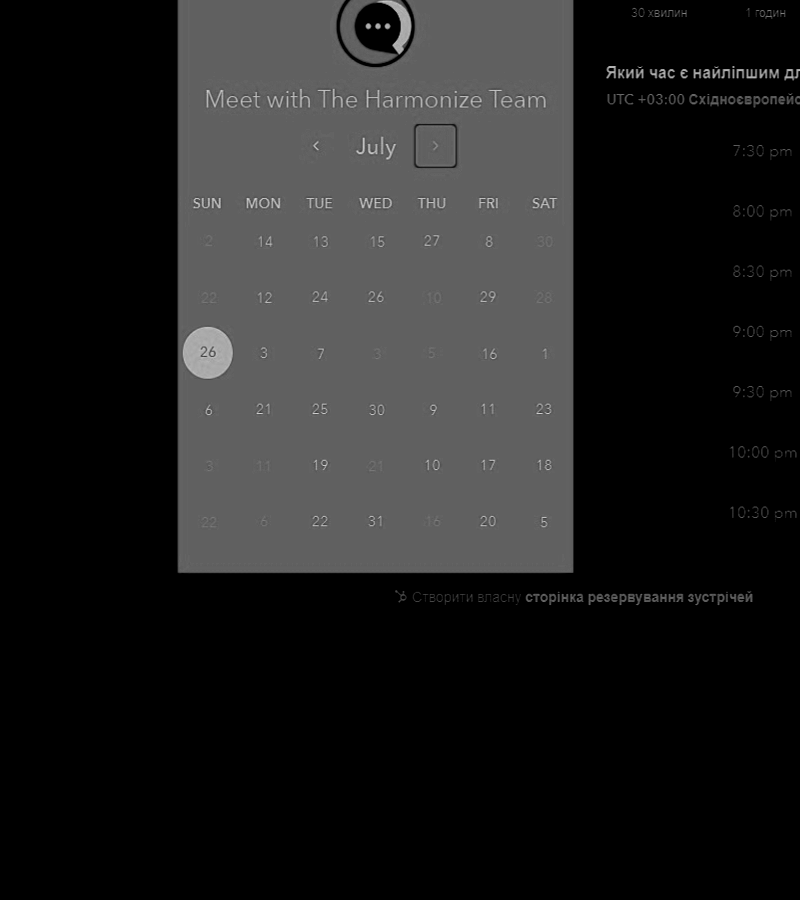 30 хвилин 1 годин
Meet with The Harmonize Team
July
SUN MON TUE WED THU FRI SAT
2 14 13 15 27 8 30
22 12 24 26 10 29 28
26 3 7 3 5 16 1
6 21 25 30 9 11 23
3 11 19 21 10 17 18
22 6 22 31 16 20 5
Який час є найліпшим дл
UTC +03:00 Східноєвропейс
7:30 pm
8:00 pm
8:30 pm
9:00 pm
9:30 pm
10:00 pm
10:30 pm
Створити власну сторінка резервування зустрічей